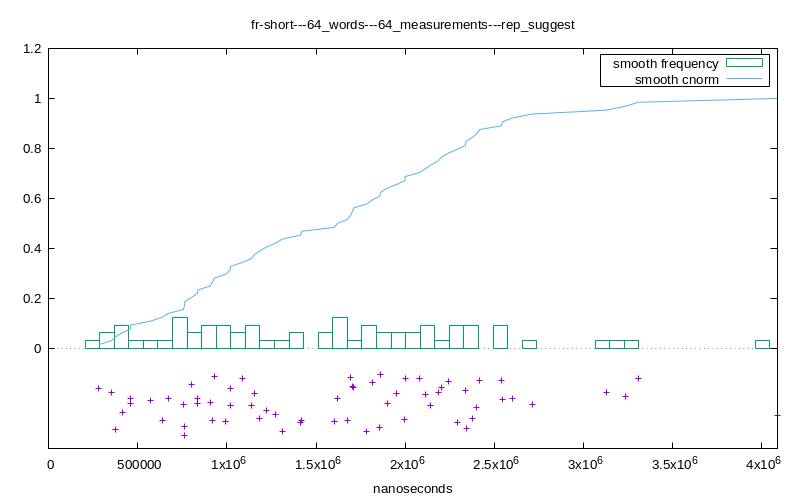 fr-short---64_words---64_measurements---rep_suggest
smooth frequency
smooth cnorm
1.2
1
0.8
0.6
0.4
0.2
0
0 500000 1x10^6 1.5x10^6 2x10^6 2.5x10^6 3x10^6 3.5x10^6 4x10^6
nanoseconds